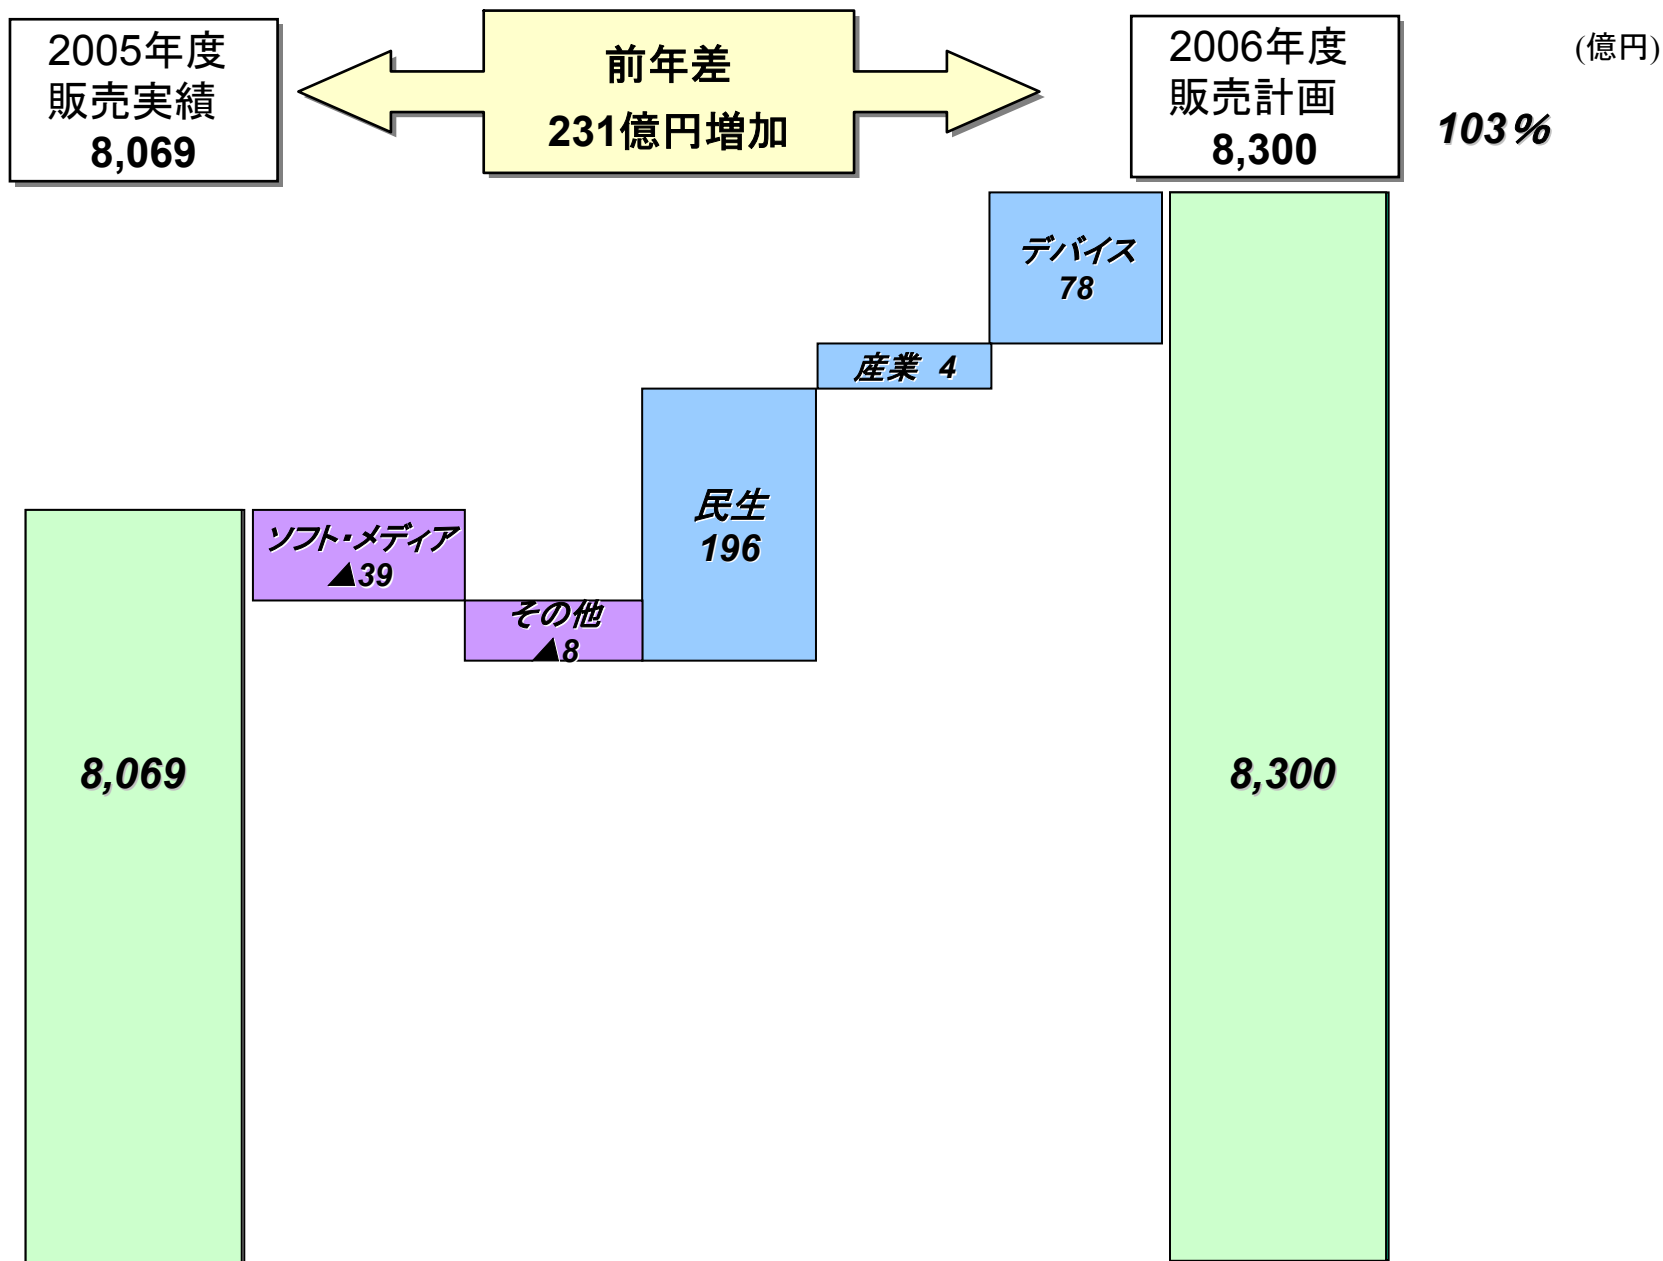 2005年度
販売実績
8,069
前年差
231億円増加
2006年度
販売計画
8,300
(億円)
103%
デバイス
78
産業 4
民生
196
ソフト・メディア
▲39
その他
▲8
8,069
8,300